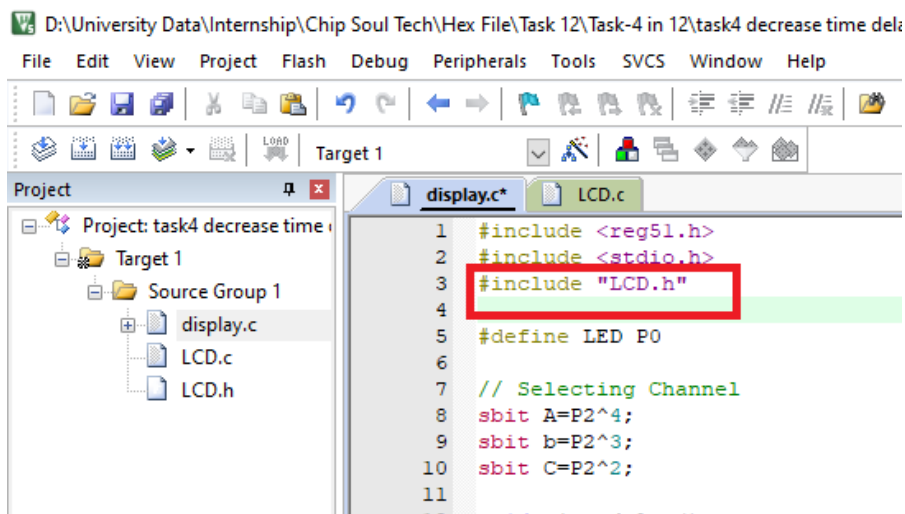 D:\University Data\Internship\Chip Soul Tech\Hex File\Task 12\Task-4 in 12\task4 decrease time dela
File Edit View Project Flash Debug Peripherals Tools SVCS Window Help
LOAD
Target 1
Project
display.c* LCD.c
Project: task4 decrease time
Target 1
Source Group 1
display.c
LCD.c
LCD.h
1 #include <reg51.h>
2 #include <stdio.h>
3 #include "LCD.h"
4
5 #define LED P0
6
7 // Selecting Channel
8 sbit A=P2^4;
9 sbit b=P2^3;
10 sbit C=P2^2;
11